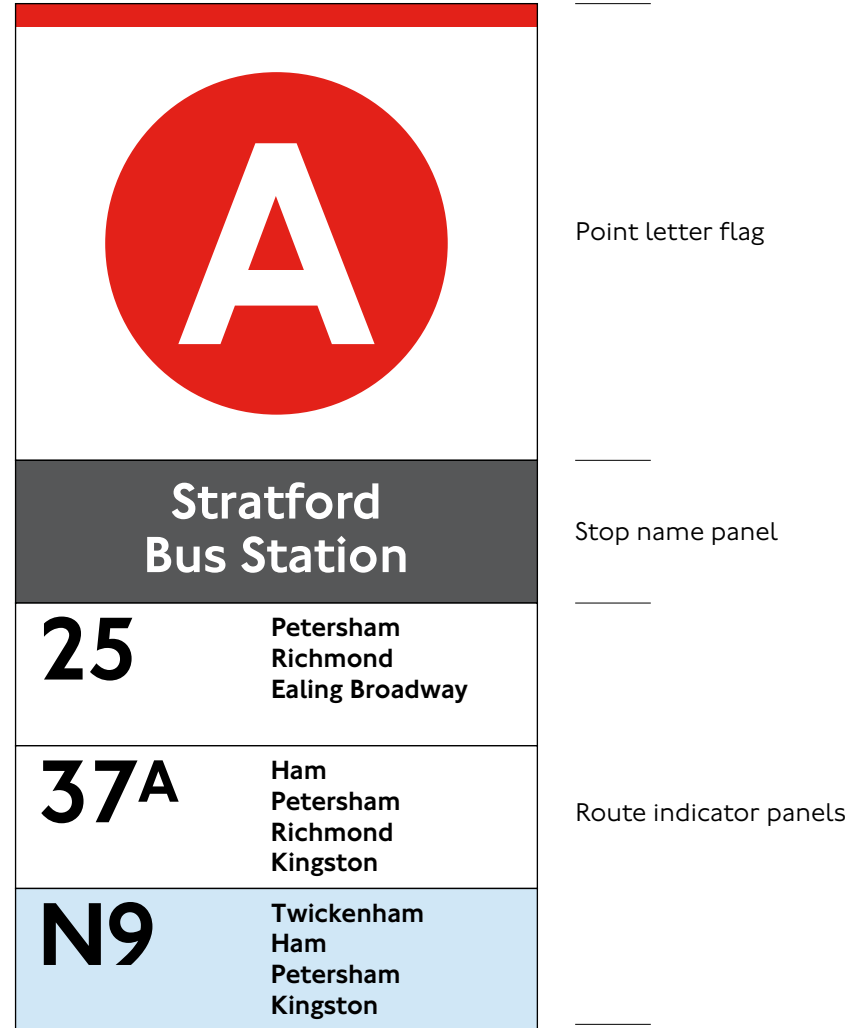 A
Point letter flag
Stratford
Bus Station
Stop name panel
25
Petersham
Richmond
Ealing Broadway
37A
Ham
Petersham
Richmond
Kingston
Route indicator panels
N9
Twickenham
Ham
Petersham
Kingston